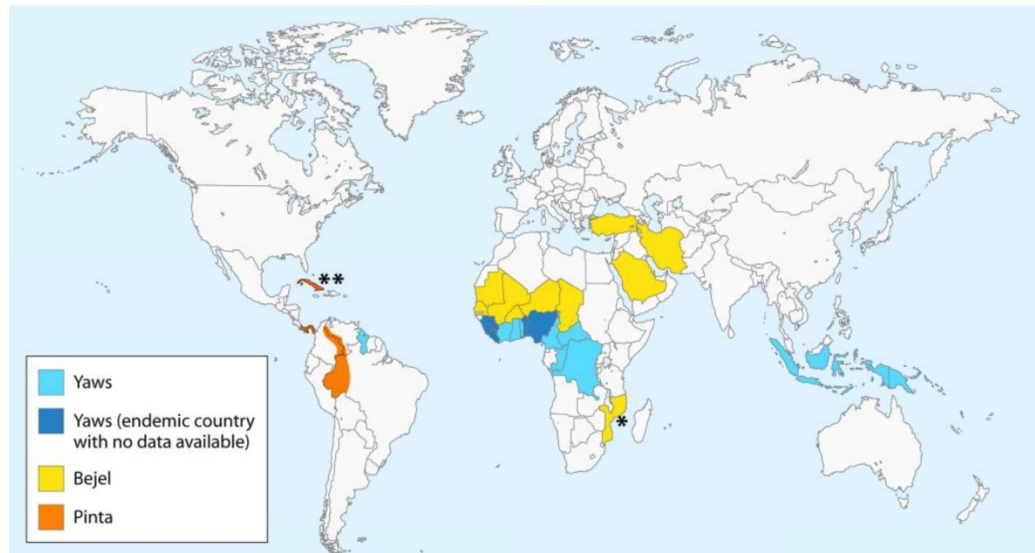 **
*
Yaws
Yaws (endemic country
with no data available)
Bejel
Pinta